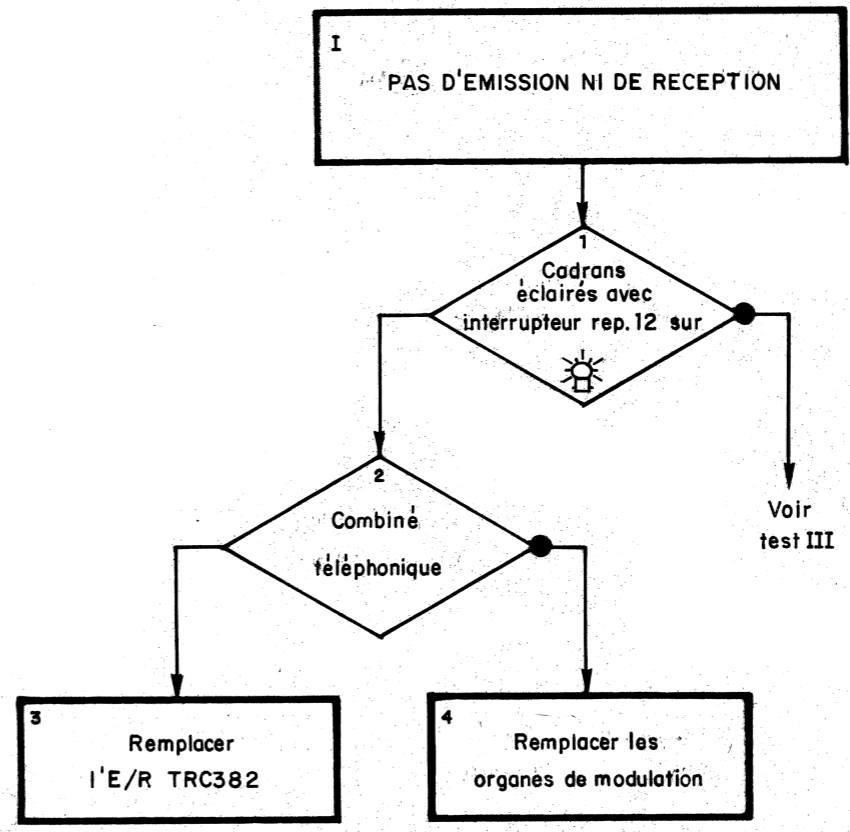 I
PAS D'EMISSION NI DE RECEPTION
1
Cadrans
éclairés avec
interrupteur rep. 12 sur
2
Combiné
téléphonique
Voir
test III
3
Remplacer
l'E/R TRC382
4
Remplacer les
organes de modulation